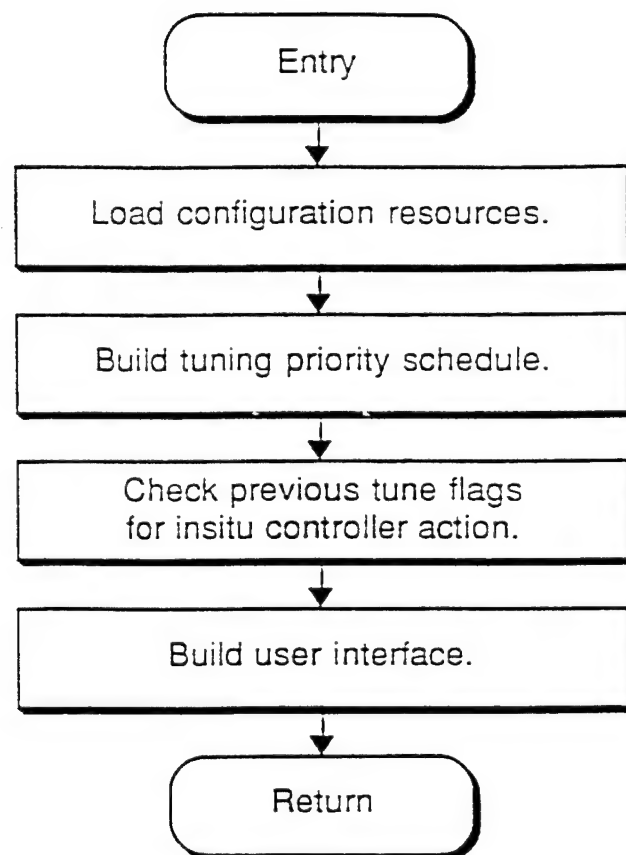 Entry
Load configuration resources.
Build tuning priority schedule.
Check previous tune flags
for insitu controller action.
Build user interface.
Return